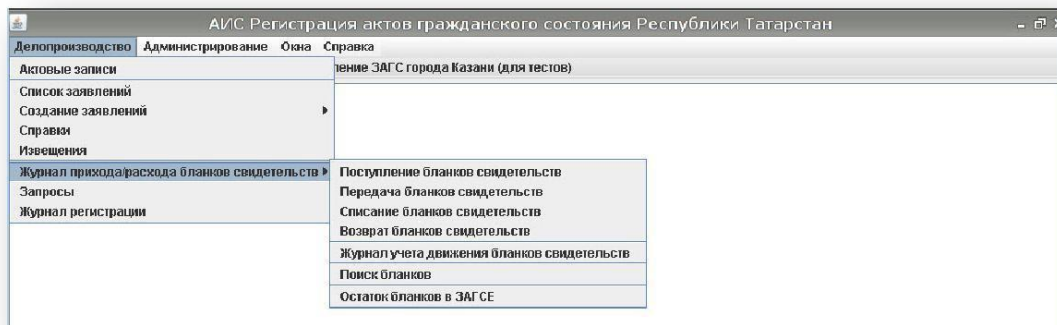 АИС Регистрация актов гражданского состояния Республики Татарстан
Делопроизводство Администрирование Окна Справка
ление ЗАГС города Казани (для тестов)
Актовые записи
Список заявлений
Создание заявлений
Справки
Извещения
Журнал прихода/расхода бланков свидетельств
Запросы
Журнал регистрации
Поступление бланков свидетельств
Передача бланков свидетельств
Списание бланков свидетельств
Возврат бланков свидетельств
Журнал учета движения бланков свидетельств
Поиск бланков
Остаток бланков в ЗАГСЕ